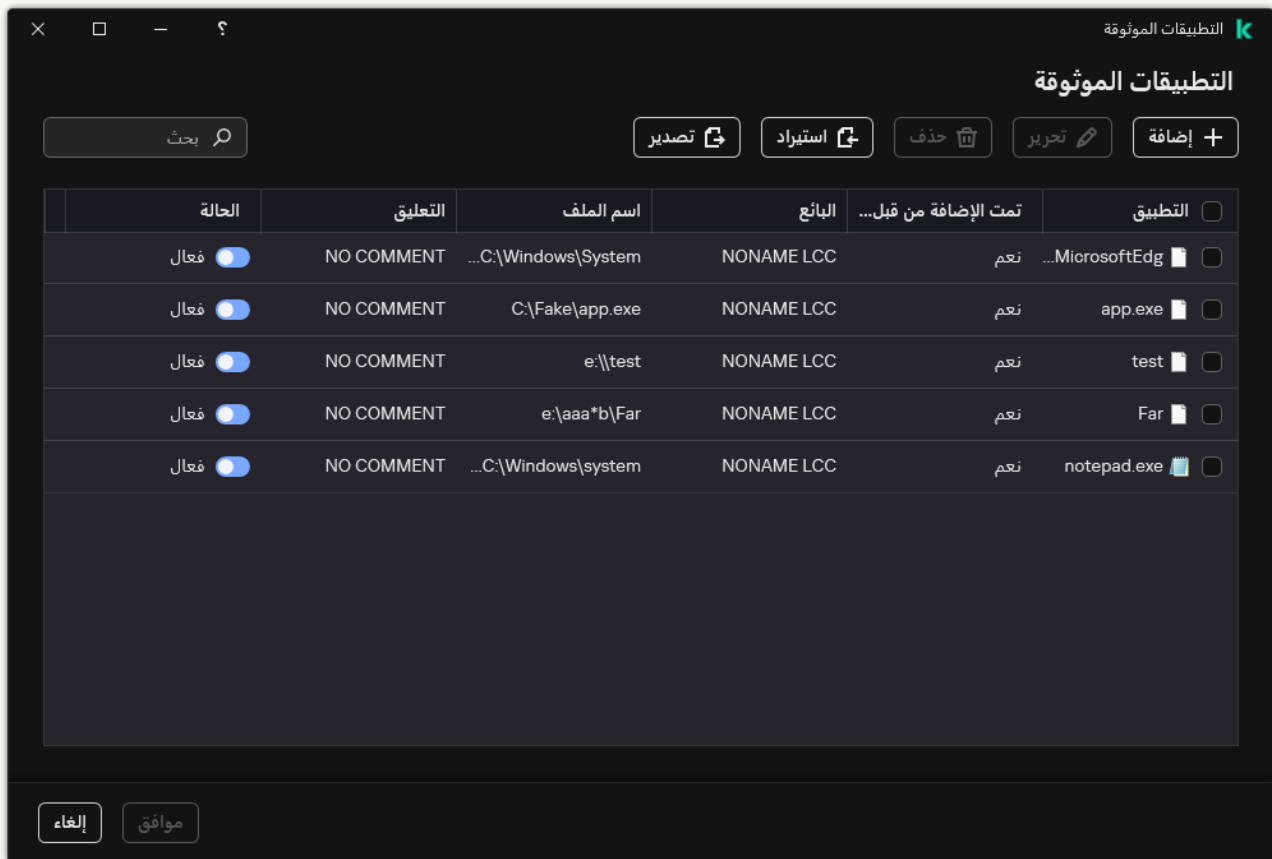 التطبيقات الموثوقة ؟
التطبيقات الموثوقة
إضافة تحرير حذف استيراد تصدير بحث
التطبيق تمت الإضافة من قبل... البائع اسم الملف التعليق الحالة
MicrosoftEdg... نعم NONAME LCC C:\Windows\System... NO COMMENT فعال
app.exe نعم NONAME LCC C:\Fake\app.exe NO COMMENT فعال
test نعم NONAME LCC e:\\test NO COMMENT فعال
Far نعم NONAME LCC e:\aaa*b\Far NO COMMENT فعال
notepad.exe نعم NONAME LCC C:\Windows\system... NO COMMENT فعال
موافق إلغاء